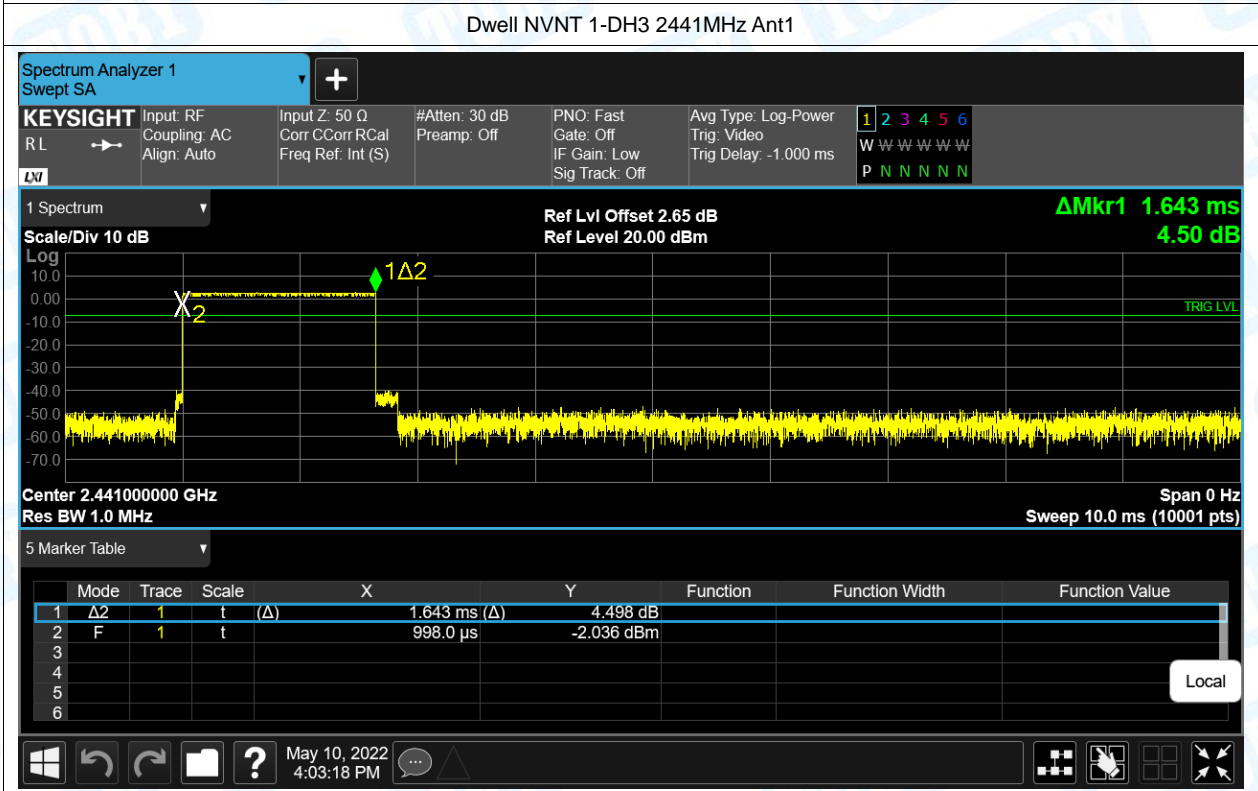 Dwell NVNT 1-DH3 2441MHz Ant1
Spectrum Analyzer 1
Swept SA
+
KEYSIGHT Input: RF Input Z: 50 Ω #Atten: 30 dB PNO: Fast Avg Type: Log-Power 1 2 3 4 5 6
RL Coupling: AC Corr CCorr RCal Preamp: Off Gate: Off Trig: Video W W W W W W
Align: Auto Freq Ref: Int (S) IF Gain: Low Trig Delay: -1.000 ms
LXI Sig Track: Off P N N N N N
1 Spectrum Ref Lvl Offset 2.65 dB ΔMkr1 1.643 ms
Scale/Div 10 dB Ref Level 20.00 dBm 4.50 dB
Log
10.0 1Δ2
0.00 2 TRIG LVL
-10.0
-20.0
-30.0
-40.0
-50.0
-60.0
-70.0
Center 2.441000000 GHz Span 0 Hz
Res BW 1.0 MHz Sweep 10.0 ms (10001 pts)
5 Marker Table
Mode Trace Scale X Y Function Function Width Function Value
1 Δ2 1 t (Δ) 1.643 ms (Δ) 4.498 dB
2 F 1 t 998.0 µs -2.036 dBm
3
4
5
6
Local
? May 10, 2022
4:03:18 PM